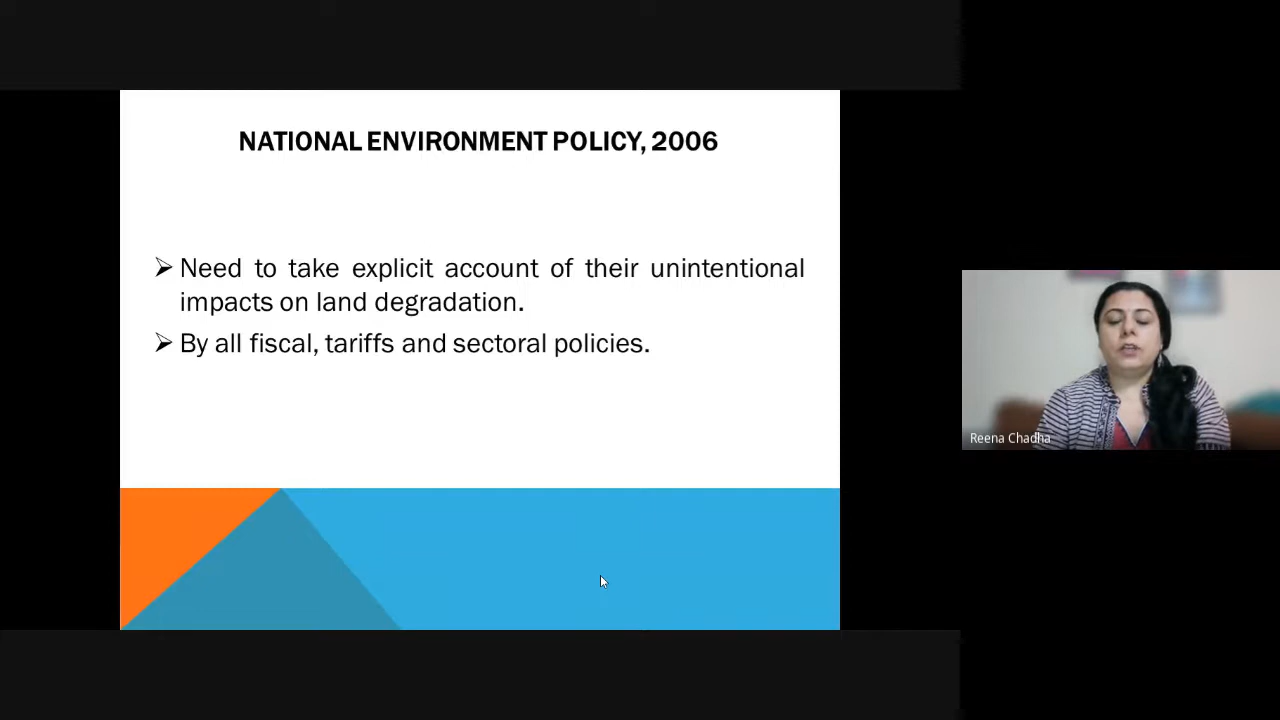 NATIONAL ENVIRONMENT POLICY, 2006
➢ Need to take explicit account of their unintentional
impacts on land degradation.
➢ By all fiscal, tariffs and sectoral policies.
Reena Chadha